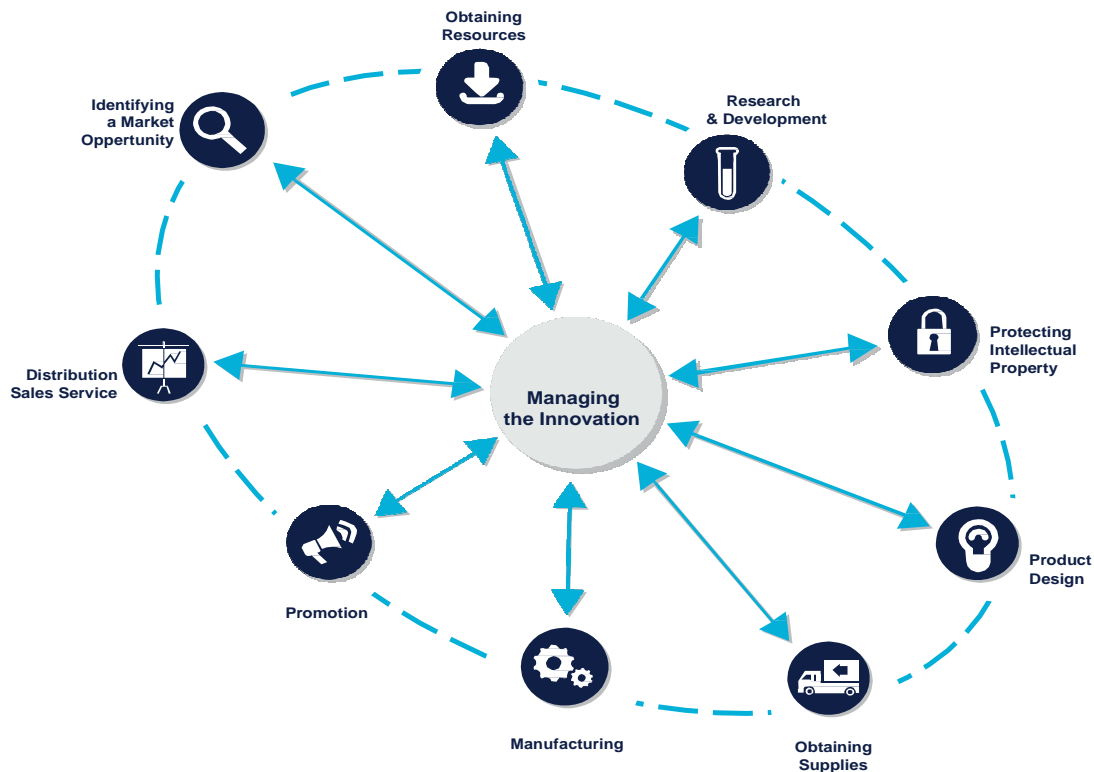 Obtaining
Resources
Identifying
a Market
Oppertunity
Research
& Development
Protecting
Intellectual
Property
Distribution
Sales Service
Managing
the Innovation
Product
Design
Promotion
Manufacturing
Obtaining
Supplies